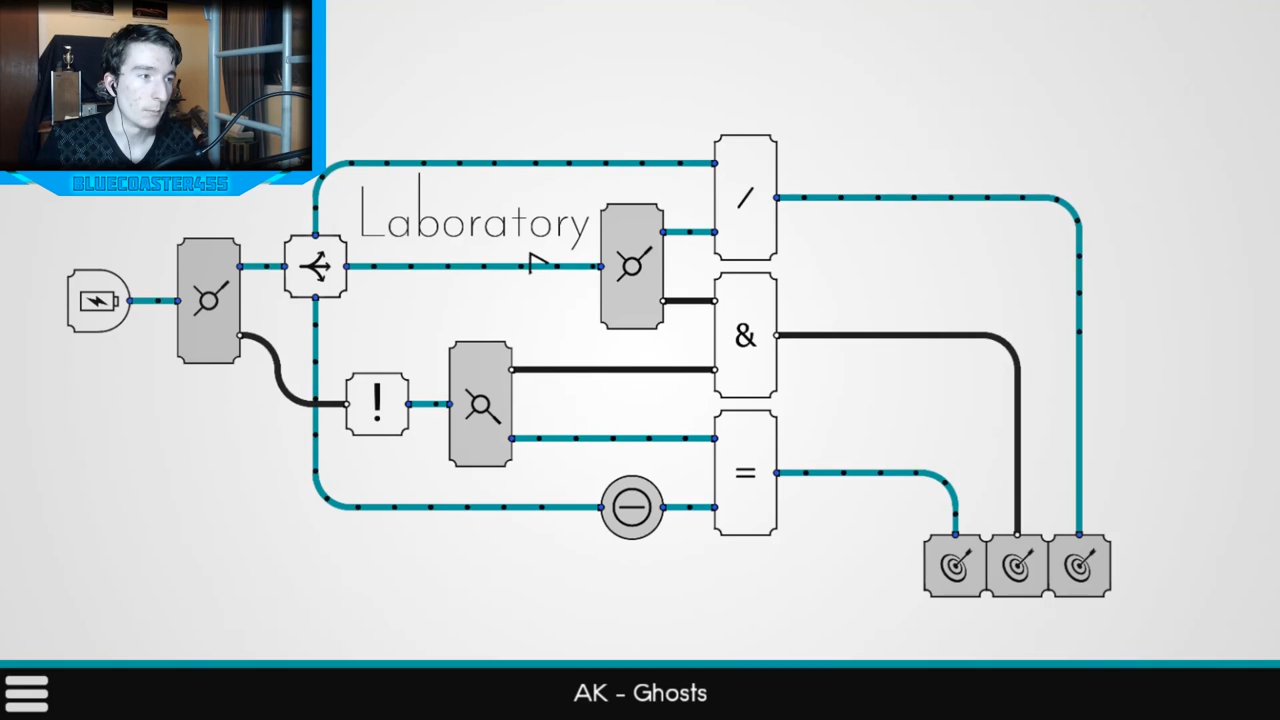 BLUECOASTER455
Laboratory
/
&
!
=
AK - Ghosts